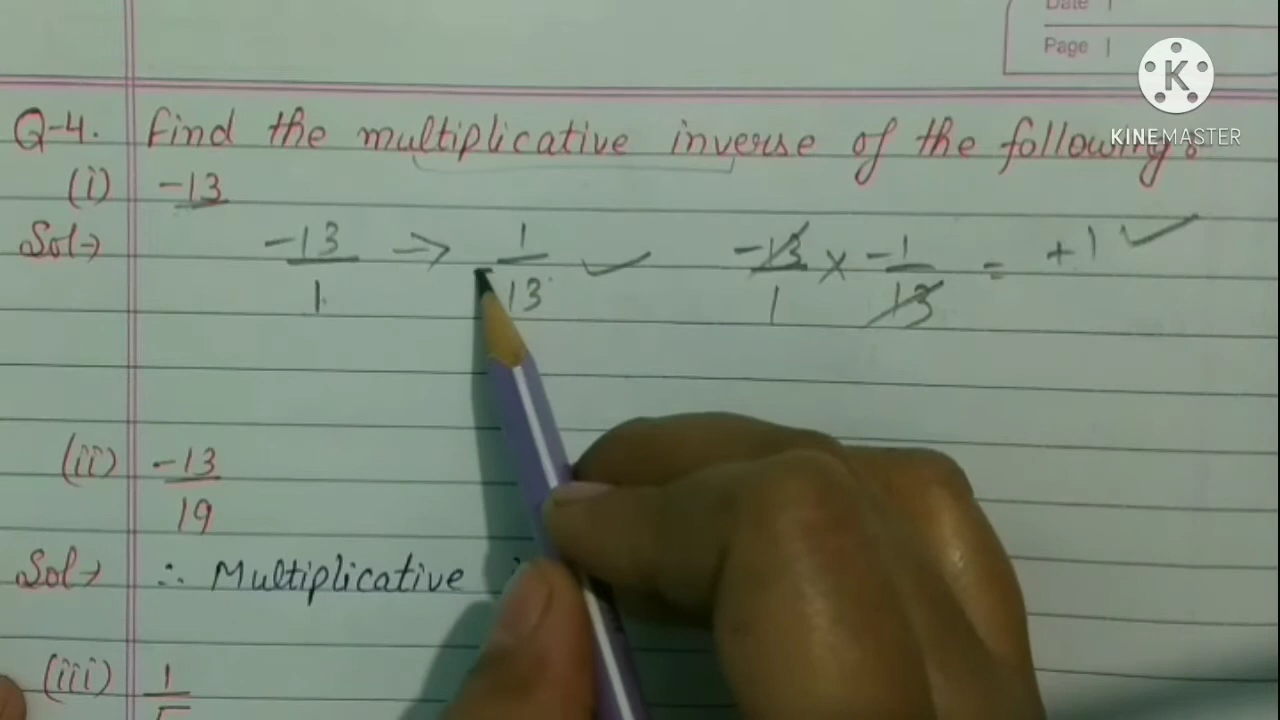 Date |
Page |
K
KINEMASTER
Q-4. Find the multiplicative inverse of the following:
(i) -13
Sol→ -13/1 → 1/13 ✓ -13/1 × -1/13 = +1 ✓
(ii) -13/19
Sol→ ∴ Multiplicative
(iii) 1